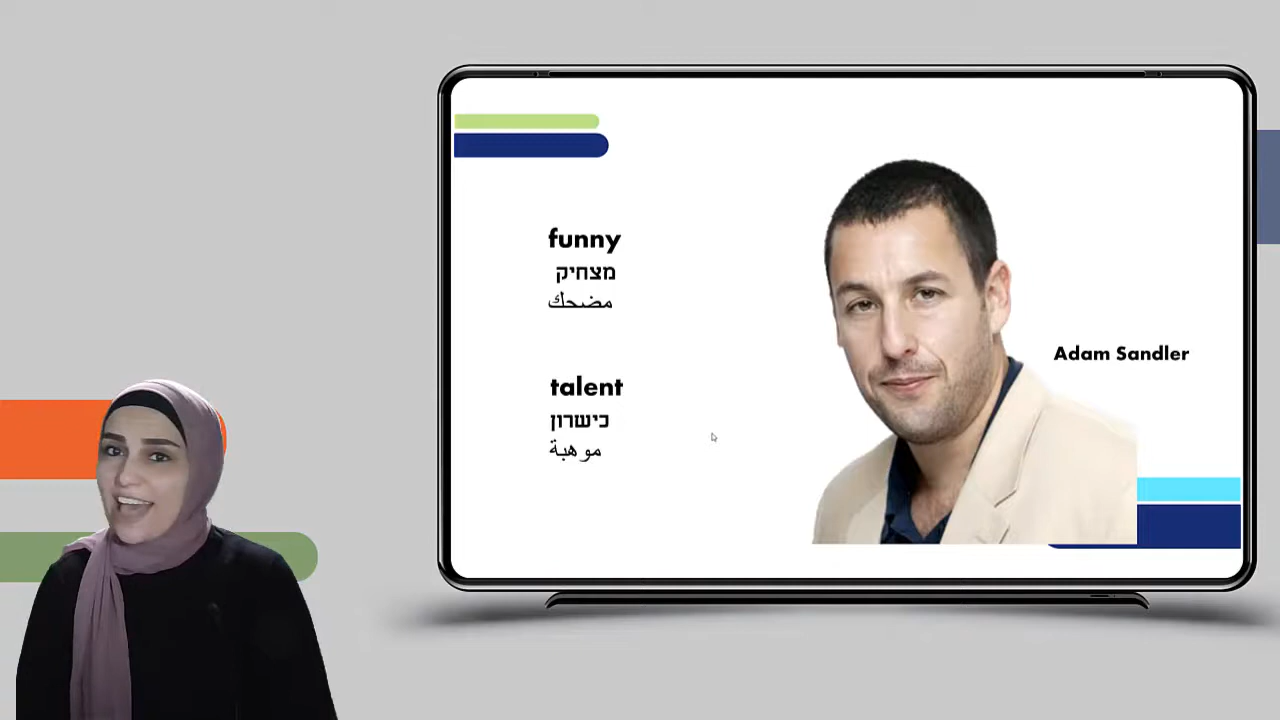 funny
מצחיק
مضحك
talent
כישרון
موهبة
Adam Sandler